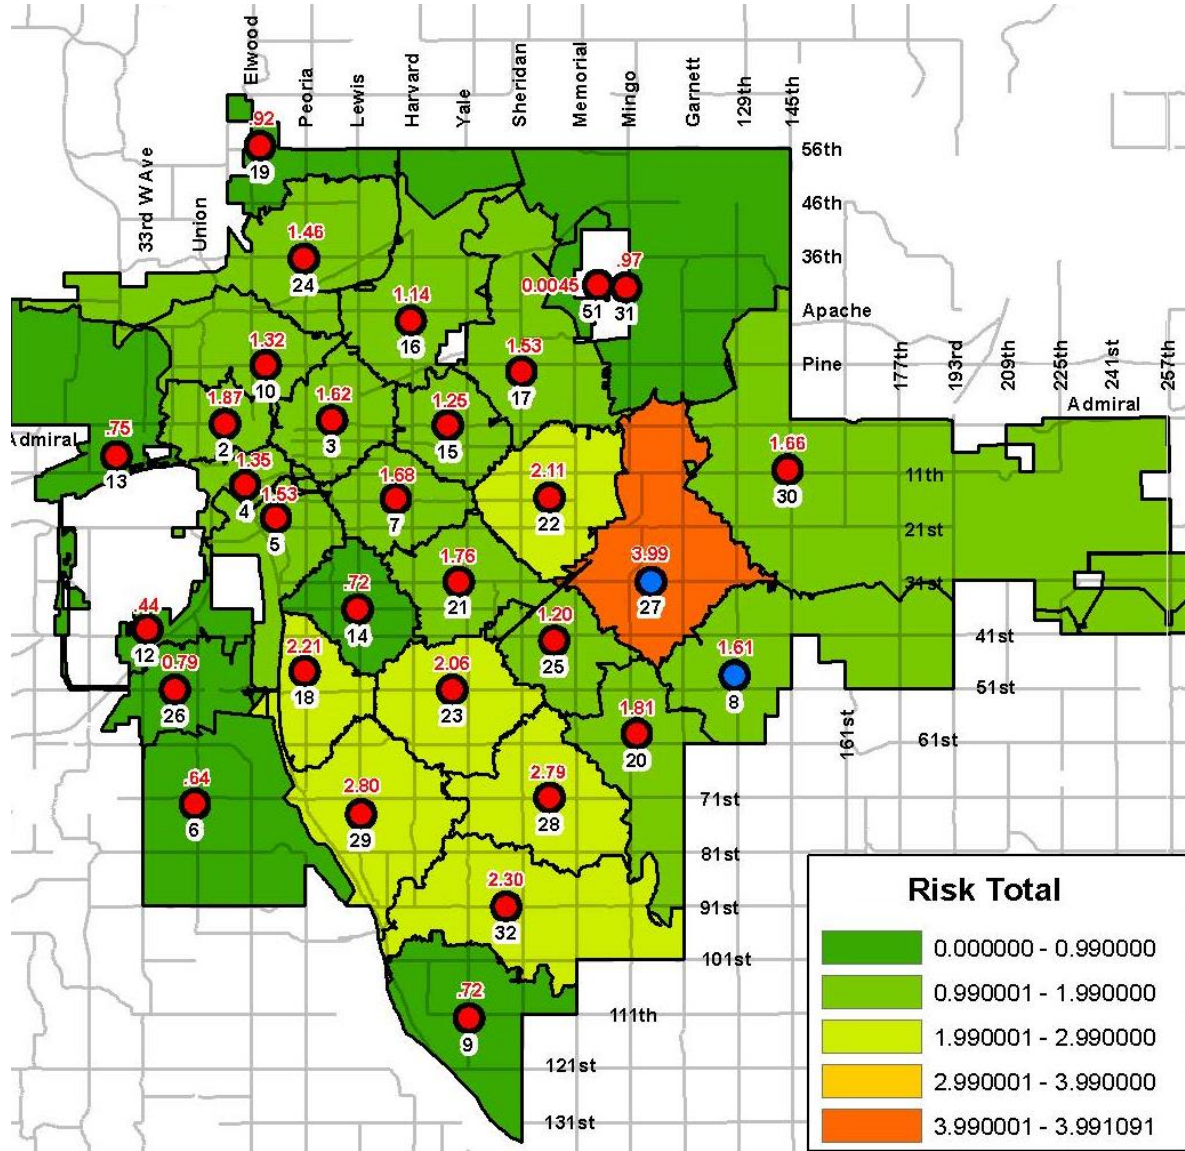 Elwood
Peoria
Lewis
Harvard
Yale
Sheridan
Memorial
Mingo
Garnett
129th
145th
.92
19
56th
33rd W Ave
Union
46th
1.46
24
36th
.97
0.0045
51
31
1.14
16
Apache
1.32
10
1.53
17
Pine
177th
193rd
209th
225th
241st
257th
1.87
2
1.62
3
1.25
15
Admiral
Admiral
.75
13
1.66
30
11th
1.35
4
1.53
5
1.68
7
2.11
22
21st
1.76
21
3.99
27
31st
.72
14
.44
12
1.20
25
41st
0.79
26
2.21
18
2.06
23
1.61
8
51st
1.81
20
161st
61st
.64
6
2.80
29
2.79
28
71st
81st
2.30
32
91st
101st
.72
9
111th
121st
131st
Risk Total
0.000000 - 0.990000
0.990001 - 1.990000
1.990001 - 2.990000
2.990001 - 3.990000
3.990001 - 3.991091